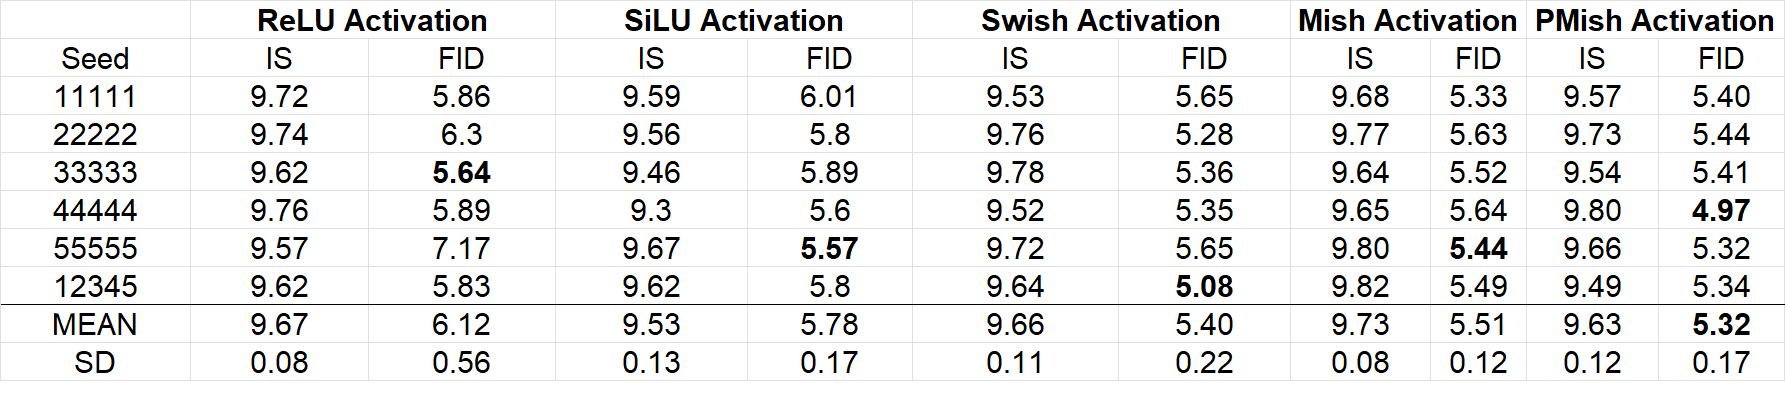 ReLU Activation SiLU Activation Swish Activation Mish Activation PMish Activation
Seed IS FID IS FID IS FID IS FID IS FID
11111 9.72 5.86 9.59 6.01 9.53 5.65 9.68 5.33 9.57 5.40
22222 9.74 6.3 9.56 5.8 9.76 5.28 9.77 5.63 9.73 5.44
33333 9.62 5.64 9.46 5.89 9.78 5.36 9.64 5.52 9.54 5.41
44444 9.76 5.89 9.3 5.6 9.52 5.35 9.65 5.64 9.80 4.97
55555 9.57 7.17 9.67 5.57 9.72 5.65 9.80 5.44 9.66 5.32
12345 9.62 5.83 9.62 5.8 9.64 5.08 9.82 5.49 9.49 5.34
MEAN 9.67 6.12 9.53 5.78 9.66 5.40 9.73 5.51 9.63 5.32
SD 0.08 0.56 0.13 0.17 0.11 0.22 0.08 0.12 0.12 0.17